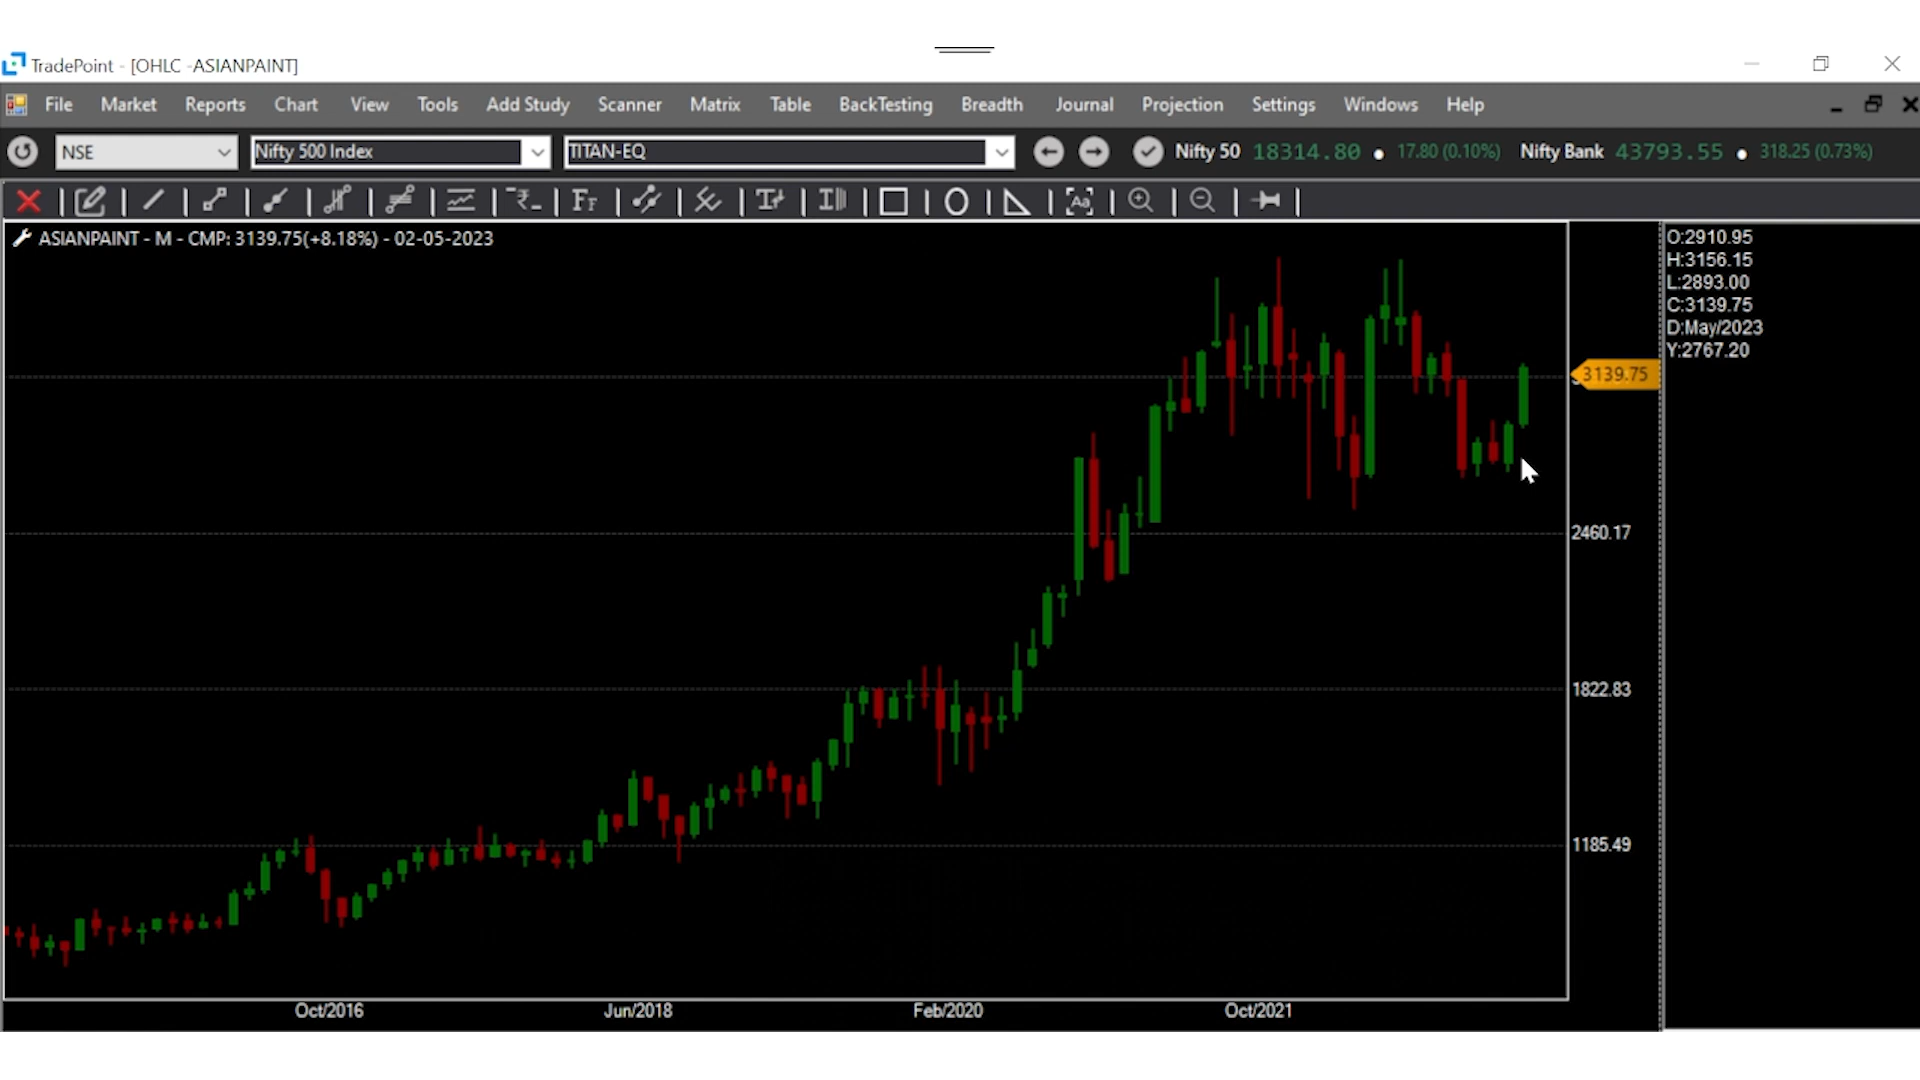 TradePoint - [OHLC -ASIANPAINT]
File Market Reports Chart View Tools Add Study Scanner Matrix Table BackTesting Breadth Journal Projection Settings Windows Help
NSE Nifty 500 Index TITAN-EQ Nifty 50 18314.80 17.80 (0.10%) Nifty Bank 43793.55 318.25 (0.73%)
ASIANPAINT - M - CMP: 3139.75(+8.18%) - 02-05-2023
O:2910.95
H:3156.15
L:2893.00
C:3139.75
D:May/2023
Y:2767.20
3139.75
2460.17
1822.83
1185.49
Oct/2016 Jun/2018 Feb/2020 Oct/2021